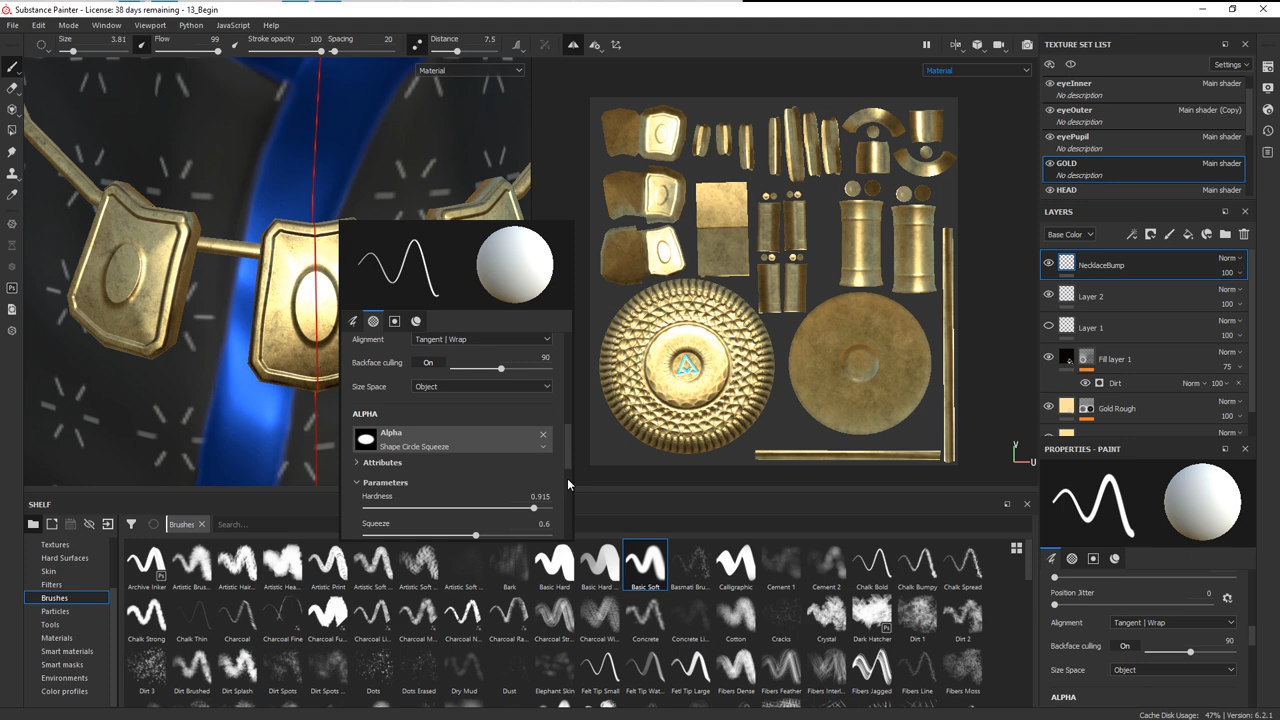 Substance Painter - License: 38 days remaining - 13_Begin
File Edit Mode Window Viewport Python JavaScript Help
Size 3.81 Flow 99 Stroke opacity 100 Spacing 20 Distance 7.5
Material
Material
TEXTURE SET LIST
Settings
eyeInner Main shader
No description
eyeOuter Main shader (Copy)
No description
eyePupil Main shader
No description
GOLD Main shader
No description
HEAD Main shader
LAYERS
Base Color
NecklaceBump Norm
100
Layer 2 Norm
100
Layer 1 Norm
100
Fill layer 1 Norm
75
Dirt Norm 100
Gold Rough Norm
100
Norm
V
U
Alignment Tangent | Wrap
Backface culling On 90
Size Space Object
ALPHA
Alpha
Shape Circle Squeeze
Attributes
Parameters
Hardness 0.915
Squeeze 0.6
PROPERTIES - PAINT
Position Jitter 0
Alignment Tangent | Wrap
Backface culling On 90
Size Space Object
ALPHA
SHELF
Ps
Brushes Search...
Textures
Hard Surfaces
Skin
Filters
Brushes
Particles
Tools
Materials
Smart materials
Smart masks
Environments
Color profiles
Ps
Archive Inker Artistic Brus... Artistic Hair... Artistic Hea... Artistic Print Artistic Soft ... Artistic Soft ... Artistic Soft ... Bark Basic Hard Basic Hard ... Basic Soft Basmati Bru... Calligraphic Cement 1 Cement 2 Chalk Bold Chalk Bumpy Chalk Spread
Ps
Chalk Strong Chalk Thin Charcoal Charcoal Fine Charcoal Fu... Charcoal Li... Charcoal M... Charcoal N... Charcoal Ra... Charcoal Str... Charcoal Wi... Concrete Concrete Li... Cotton Cracks Crystal Dark Hatcher Dirt 1 Dirt 2
Dirt 3 Dirt Brushed Dirt Splash Dirt Spots Dirt Spots ... Dots Dots Erased Dry Mud Dust Elephant Skin Felt Tip Small Felt Tip Wat... Fetl Tip Large Fibers Dense Fibers Feather Fibers Interl... Fibers Jagged Fibers Line Fibers Moss
Cache Disk Usage: 47% | Version: 6.2.1